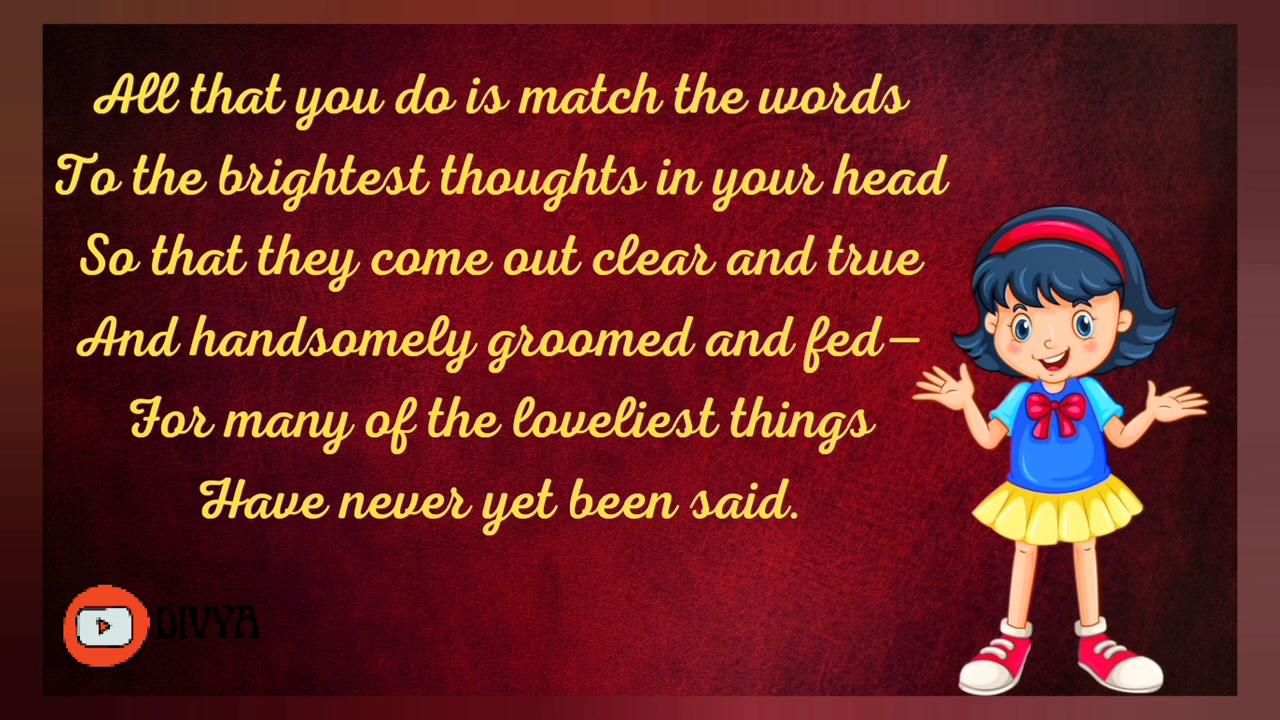 All that you do is match the words
To the brightest thoughts in your head
So that they come out clear and true
And handsomely groomed and fed—
For many of the loveliest things
Have never yet been said.
DIVYA